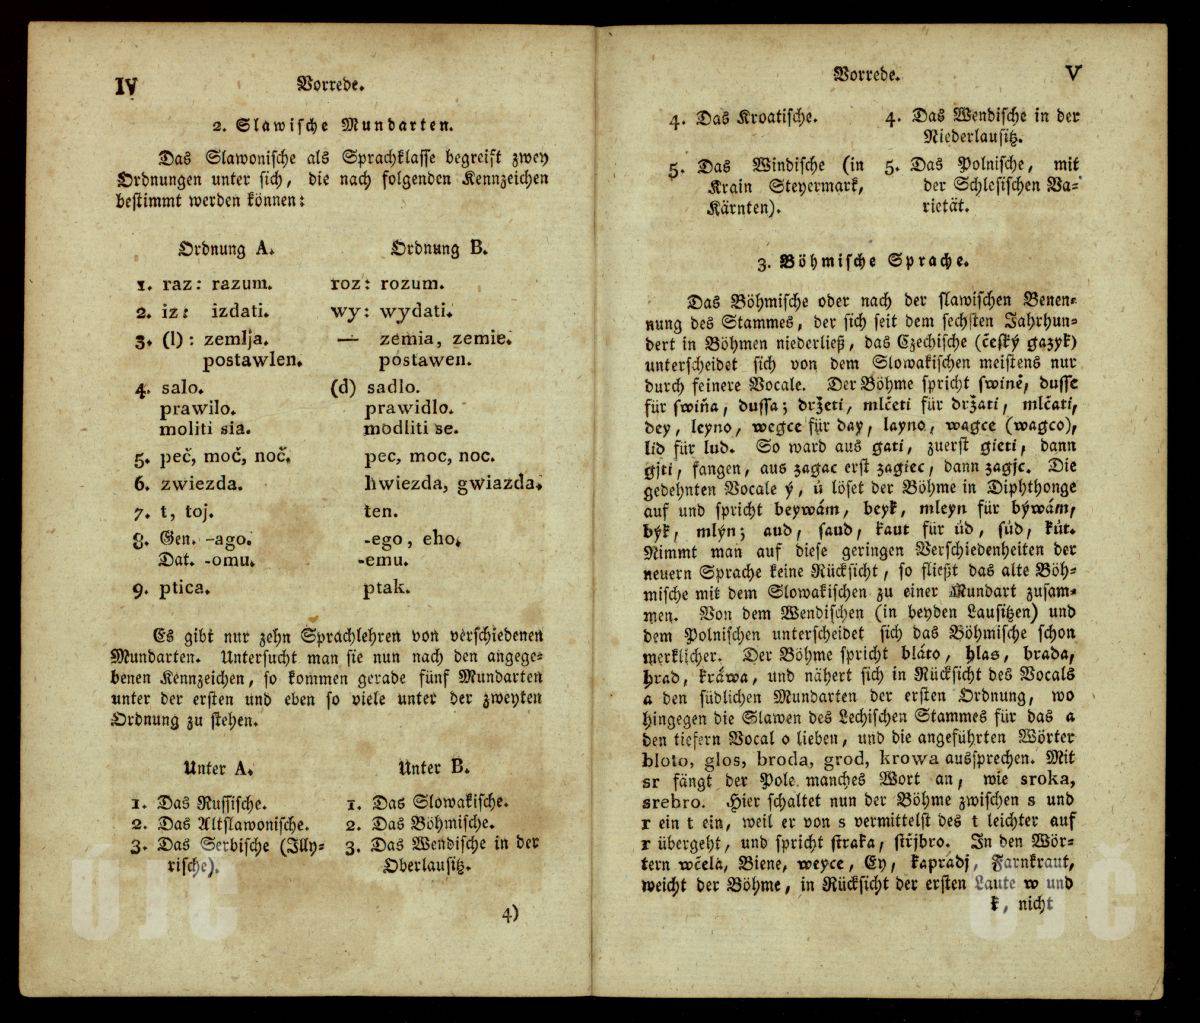 IV
Vorrede.
2. Slawische Mundarten.
Das Slawonische als Sprachklasse begreift zwey
Ordnungen unter sich, die nach folgenden Kennzeichen
bestimmt werden können:
Ordnung A. Ordnung B.
1. raz: razum. roz: rozum.
2. iz: izdati. wy: wydati.
3. (l): zemlja. — zemia, zemie.
postawlen. postawen.
4. salo. (d) sadlo.
prawilo. prawidlo.
moliti sia. modliti se.
5. peč, moč, noč. pec, moc, noc.
6. zwiezda. hwiezda, gwiazda.
7. t, toj. ten.
8. Gen. -ago. -ego, eho.
Dat. -omu. -emu.
9. ptica. ptak.
Es gibt nur zehn Sprachlehren von verschiedenen
Mundarten. Untersucht man sie nun nach den angege-
benen Kennzeichen, so kommen gerade fünf Mundarten
unter der ersten und eben so viele unter der zweyten
Ordnung zu stehen.
Unter A. Unter B.
1. Das Russische. 1. Das Slowakische.
2. Das Altslawonische. 2. Das Böhmische.
3. Das Serbische (Illy- 3. Das Wendische in der
rische). Oberlausitz.
4)
Vorrede.
V
4. Das Kroatische. 4. Das Wendische in der
Niederlausitz.
5. Das Windische (in 5. Das Polnische, mit
Krain Steyermark, der Schlesischen Va-
Kärnten). rietät.
3. Böhmische Sprache.
Das Böhmische oder nach der slawischen Benen-
nung des Stammes, der sich seit dem sechsten Jahrhun-
dert in Böhmen niederließ, das Czechische (český gazyk)
unterscheidet sich von dem Slowakischen meistens nur
durch feinere Vocale. Der Böhme spricht swině, dusse
für swiňa, dussa; držeti, mlčeti für držati, mlčati,
dey, leyno, wegce für day, layno, wagce (wagco),
lid für lud. So ward aus gati, zuerst gieti, dann
gjti, fangen, aus zagac erst zagiec, dann zagjc. Die
gedehnten Vocale ý, ú löset der Böhme in Diphthonge
auf und spricht beywám, beyk, mleyn für býwám,
býk, mlýn; aud, saud, kaut für úd, súd, kút.
Nimmt man auf diese geringen Verschiedenheiten der
neuern Sprache keine Rücksicht, so fließt das alte Böh-
mische mit dem Slowakischen zu einer Mundart zusam-
men. Von dem Wendischen (in beyden Lausitzen) und
dem Polnischen unterscheidet sich das Böhmische schon
merklicher. Der Böhme spricht bláto, hlas, brada,
hrad, kráwa, und nähert sich in Rücksicht des Vocals
a den südlichen Mundarten der ersten Ordnung, wo
hingegen die Slawen des Lechischen Stammes für das a
den tiefern Vocal o lieben, und die angeführten Wörter
bloto, glos, broda, grod, krowa aussprechen. Mit
sr fängt der Pole manches Wort an, wie sroka,
srebro. Hier schaltet nun der Böhme zwischen s und
r ein t ein, weil er von s vermittelst des t leichter auf
r übergeht, und spricht straka, střjbro. In den Wör-
tern wčela, Biene, weyce, Ey, kapradj, Farnkraut,
weicht der Böhme, in Rücksicht der ersten Laute w und
k, nicht
ÚJČ
ÚJČ